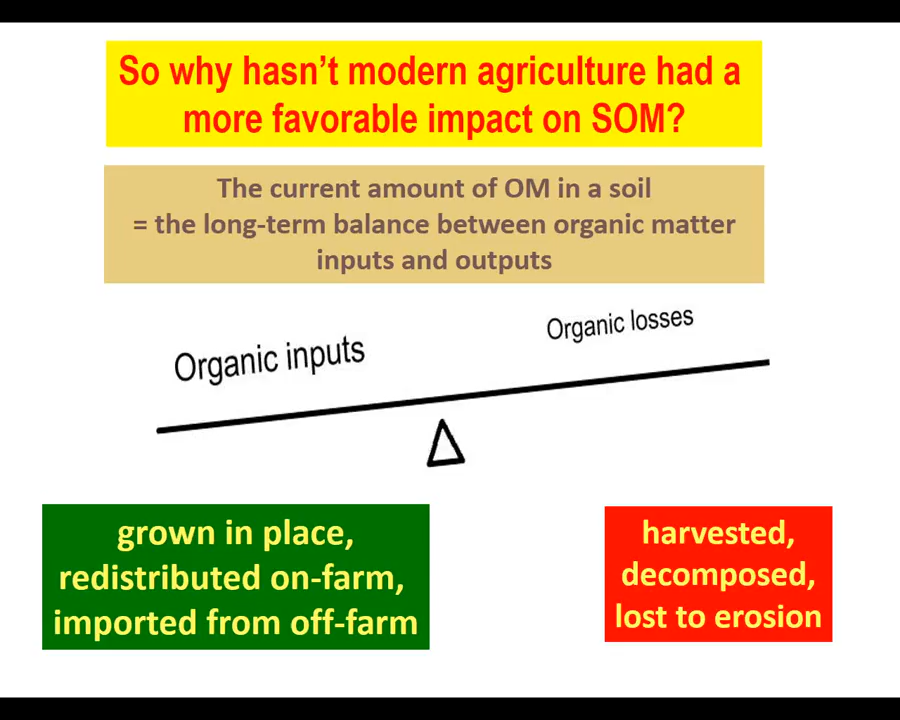 So why hasn't modern agriculture had a
more favorable impact on SOM?
The current amount of OM in a soil
= the long-term balance between organic matter
inputs and outputs
Organic inputs
Organic losses
grown in place,
redistributed on-farm,
imported from off-farm
harvested,
decomposed,
lost to erosion